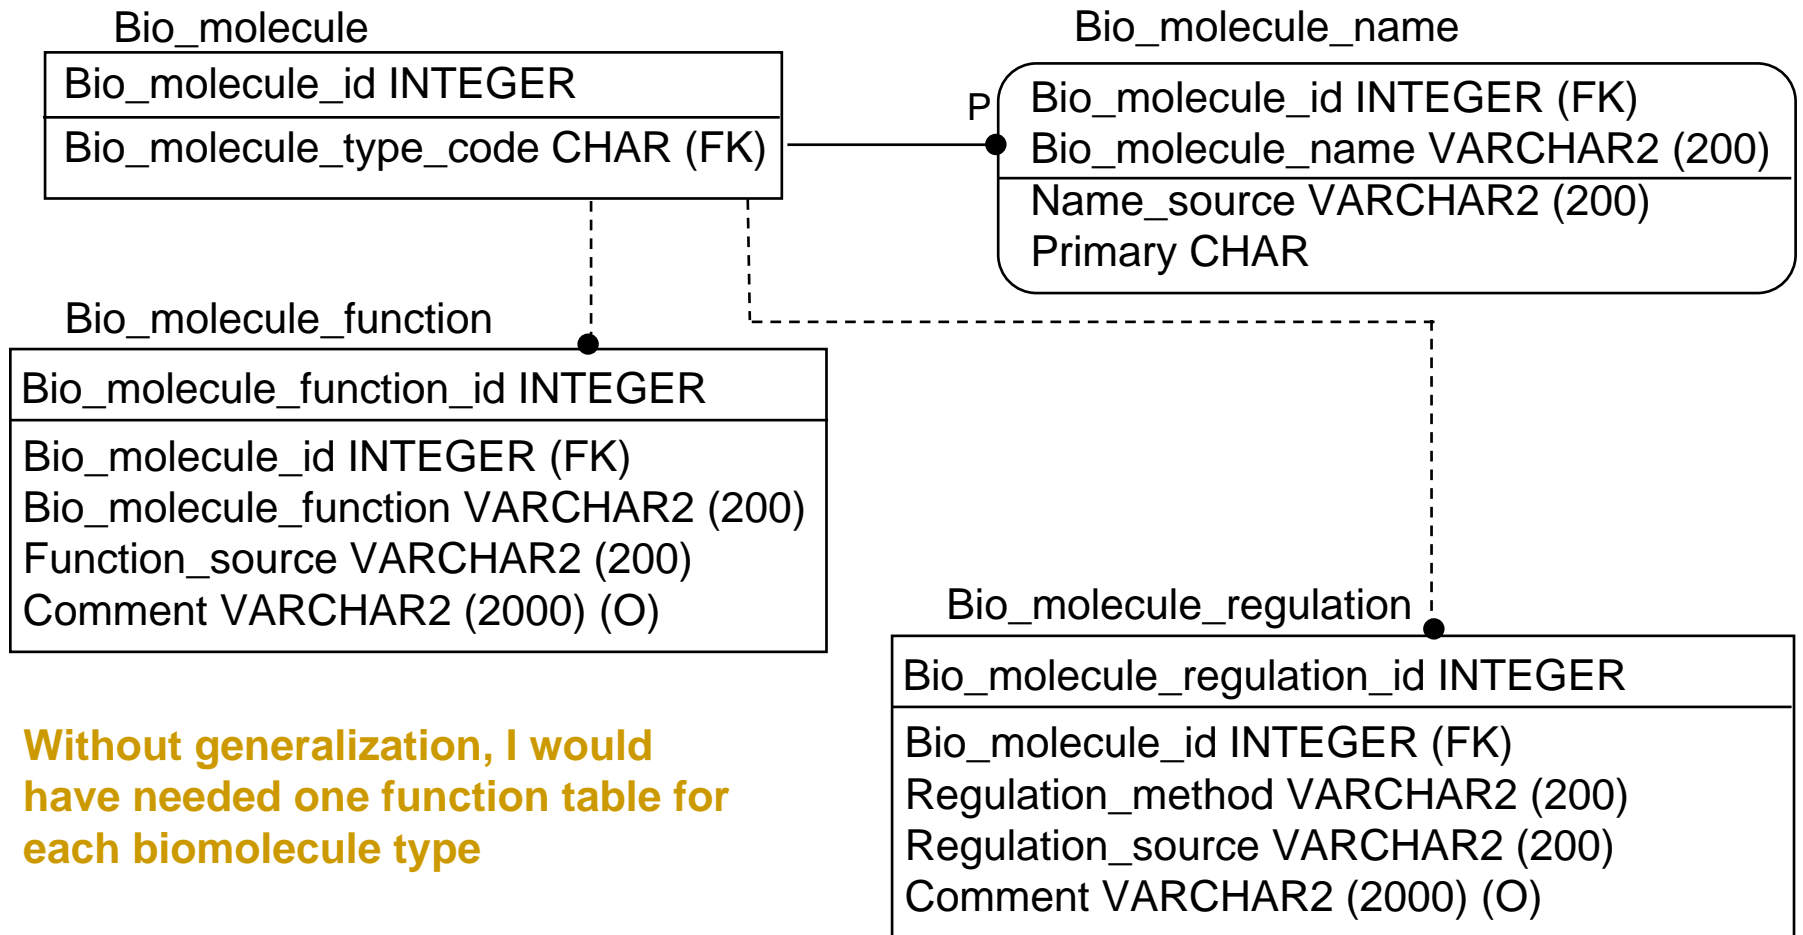 Bio_molecule
Bio_molecule_id INTEGER
Bio_molecule_type_code CHAR (FK)
Bio_molecule_name
P
Bio_molecule_id INTEGER (FK)
Bio_molecule_name VARCHAR2 (200)
Name_source VARCHAR2 (200)
Primary CHAR
Bio_molecule_function
Bio_molecule_function_id INTEGER
Bio_molecule_id INTEGER (FK)
Bio_molecule_function VARCHAR2 (200)
Function_source VARCHAR2 (200)
Comment VARCHAR2 (2000) (O)
Bio_molecule_regulation
Bio_molecule_regulation_id INTEGER
Bio_molecule_id INTEGER (FK)
Regulation_method VARCHAR2 (200)
Regulation_source VARCHAR2 (200)
Comment VARCHAR2 (2000) (O)
Without generalization, I would
have needed one function table for
each biomolecule type